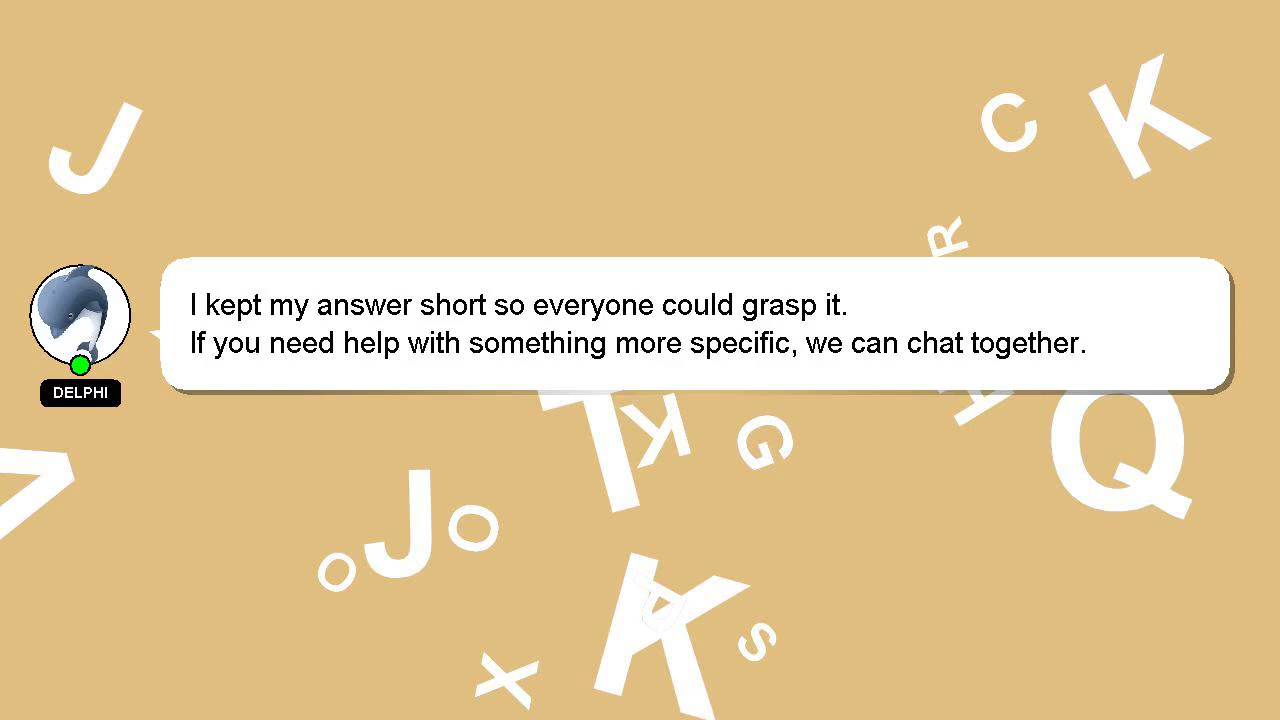 J
C
K
R
I kept my answer short so everyone could grasp it.
If you need help with something more specific, we can chat together.
DELPHI
T
K
G
Q
J
O
O
K
S
X